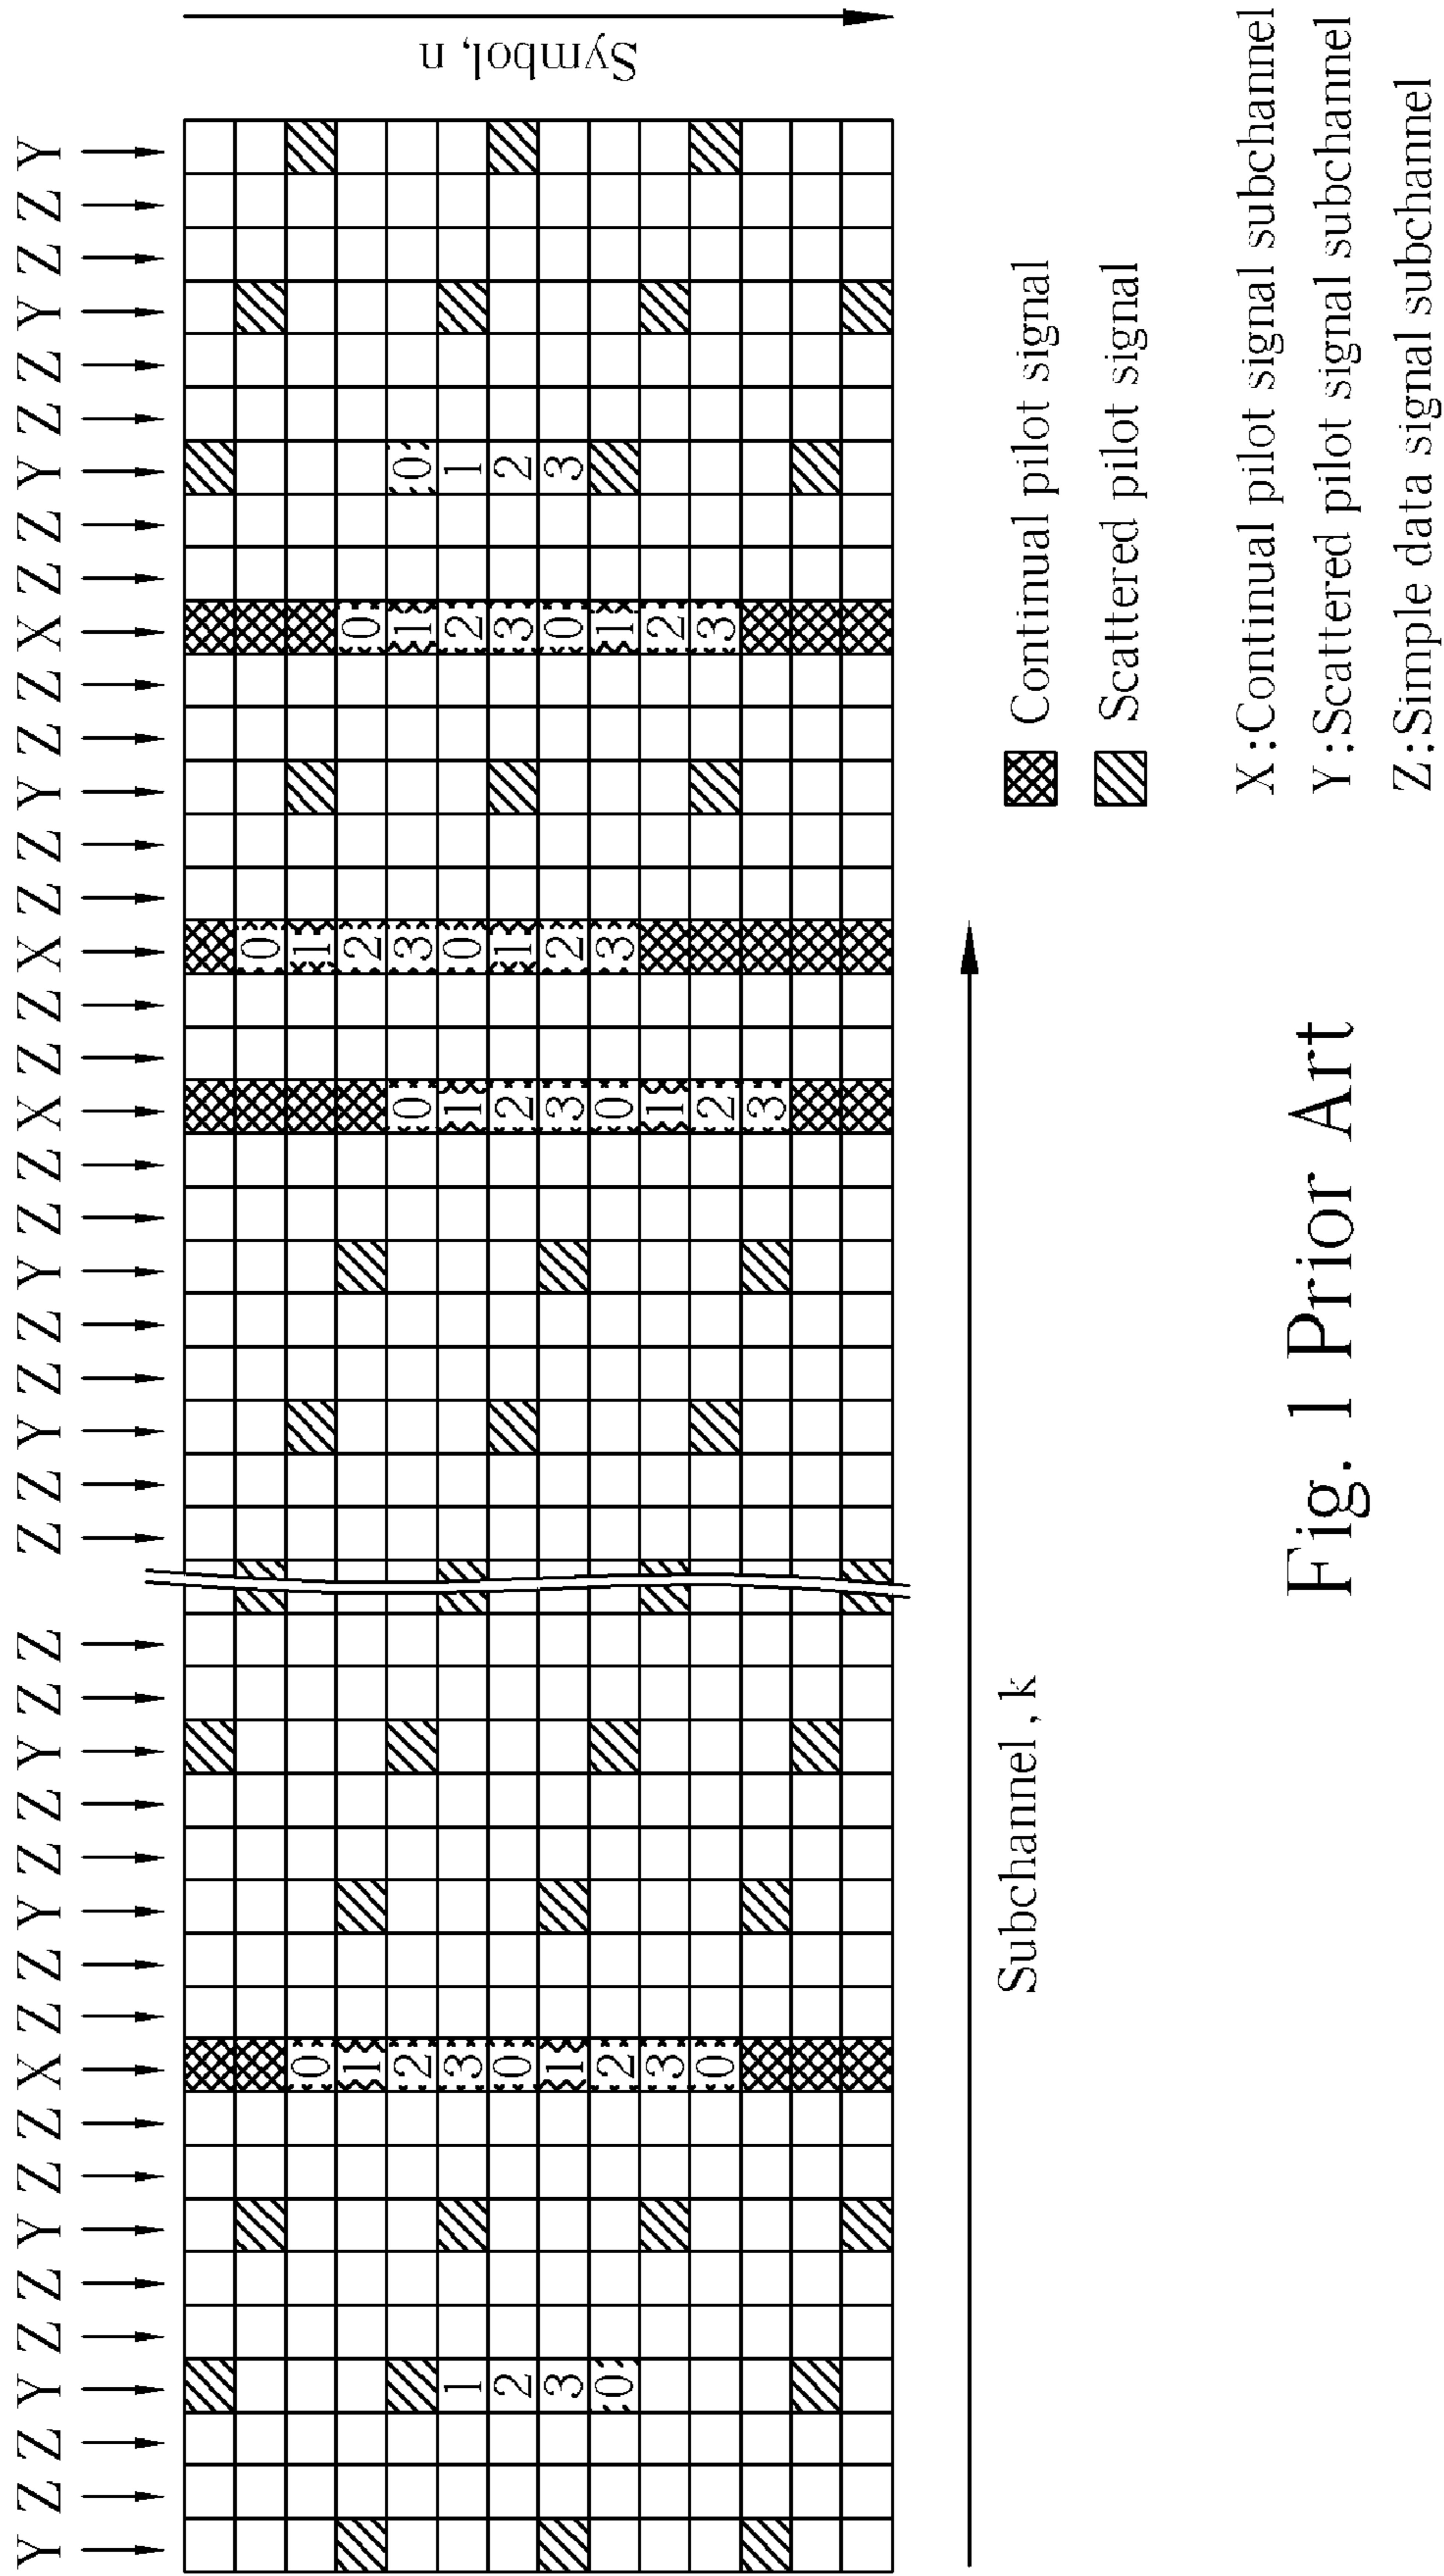 Y Z Z Y Z Z Y Z Z X Z Z Y Z Z Y Z Z Z Z Y Z Z Y Z Z X Z Z X Z Z Y Z Z X Z Z Y Z Z Y Z Z Y
0
0 1
1 2 0
2 0 3 1 0
1 3 1 0 2 1
2 0 2 1 3 2
3 1 3 2 0 3
0 2 0 3 1
3 1 2
0 2 3
3
Symbol, n
Subchannel, k
Continual pilot signal
Scattered pilot signal
X:Continual pilot signal subchannel
Y:Scattered pilot signal subchannel
Z:Simple data signal subchannel
Fig. 1 Prior Art